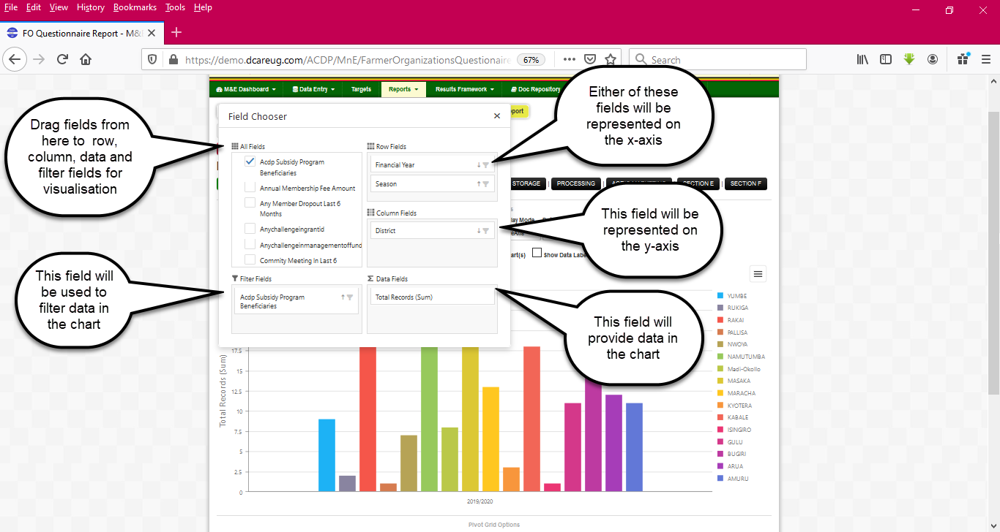 File Edit View History Bookmarks Tools Help
FO Questionnaire Report - M&
https://demo.dcareug.com/ACDP/MnE/FarmerOrganizationsQuestionaire
67%
Search
M&E Dashboard
Data Entry
Targets
Reports
Results Framework
Doc Repository
port
Field Chooser
All Fields
Acdp Subsidy Program
Beneficiaries
Annual Membership Fee Amount
Any Member Dropout Last 6
Months
Anychallengeingrantid
Anychallengeinmanagementoffund
Commity Meeting In Last 6
Row Fields
Financial Year
Season
Column Fields
District
Filter Fields
Acdp Subsidy Program
Beneficiaries
Data Fields
Total Records (Sum)
Drag fields from
here to row,
column, data and
filter fields for
visualisation
This field will
be used to
filter data in
the chart
Either of these
fields will be
represented on
the x-axis
This field will be
represented on
the y-axis
This field will
provide data in
the chart
STORAGE | PROCESSING | SECTION E | SECTION F
lay Mode
art(s)
Show Data Labe
Total Records (Sum)
17.5
15
12.5
10
7.5
5
2.5
0
2019/2020
YUMBE
RUKIGA
RAKAI
PALLISA
NWOYA
NAMUTUMBA
Madi-Okollo
MASAKA
MARACHA
KYOTERA
KABALE
ISINGIRO
GULU
BUGIRI
ARUA
AMURU
Pivot Grid Options